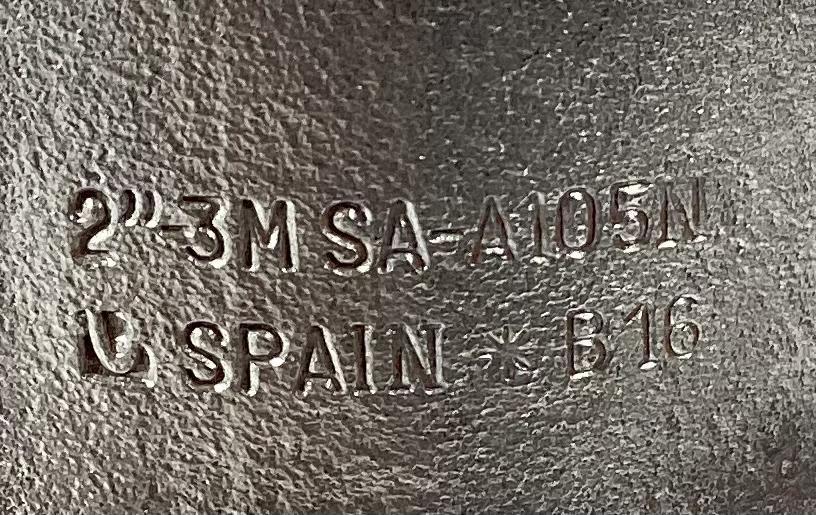 2"-3M SA-A105N
SPAIN * B16